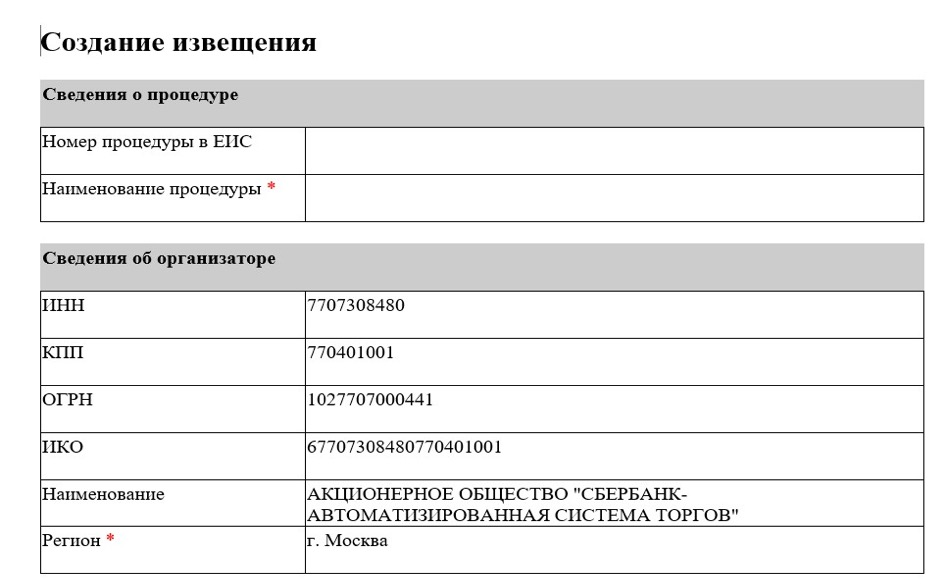 Создание извещения
Сведения о процедуре
Номер процедуры в ЕИС
Наименование процедуры *
Сведения об организаторе
ИНН 7707308480
КПП 770401001
ОГРН 1027707000441
ИКО 67707308480770401001
Наименование АКЦИОНЕРНОЕ ОБЩЕСТВО "СБЕРБАНК-
АВТОМАТИЗИРОВАННАЯ СИСТЕМА ТОРГОВ"
Регион * г. Москва